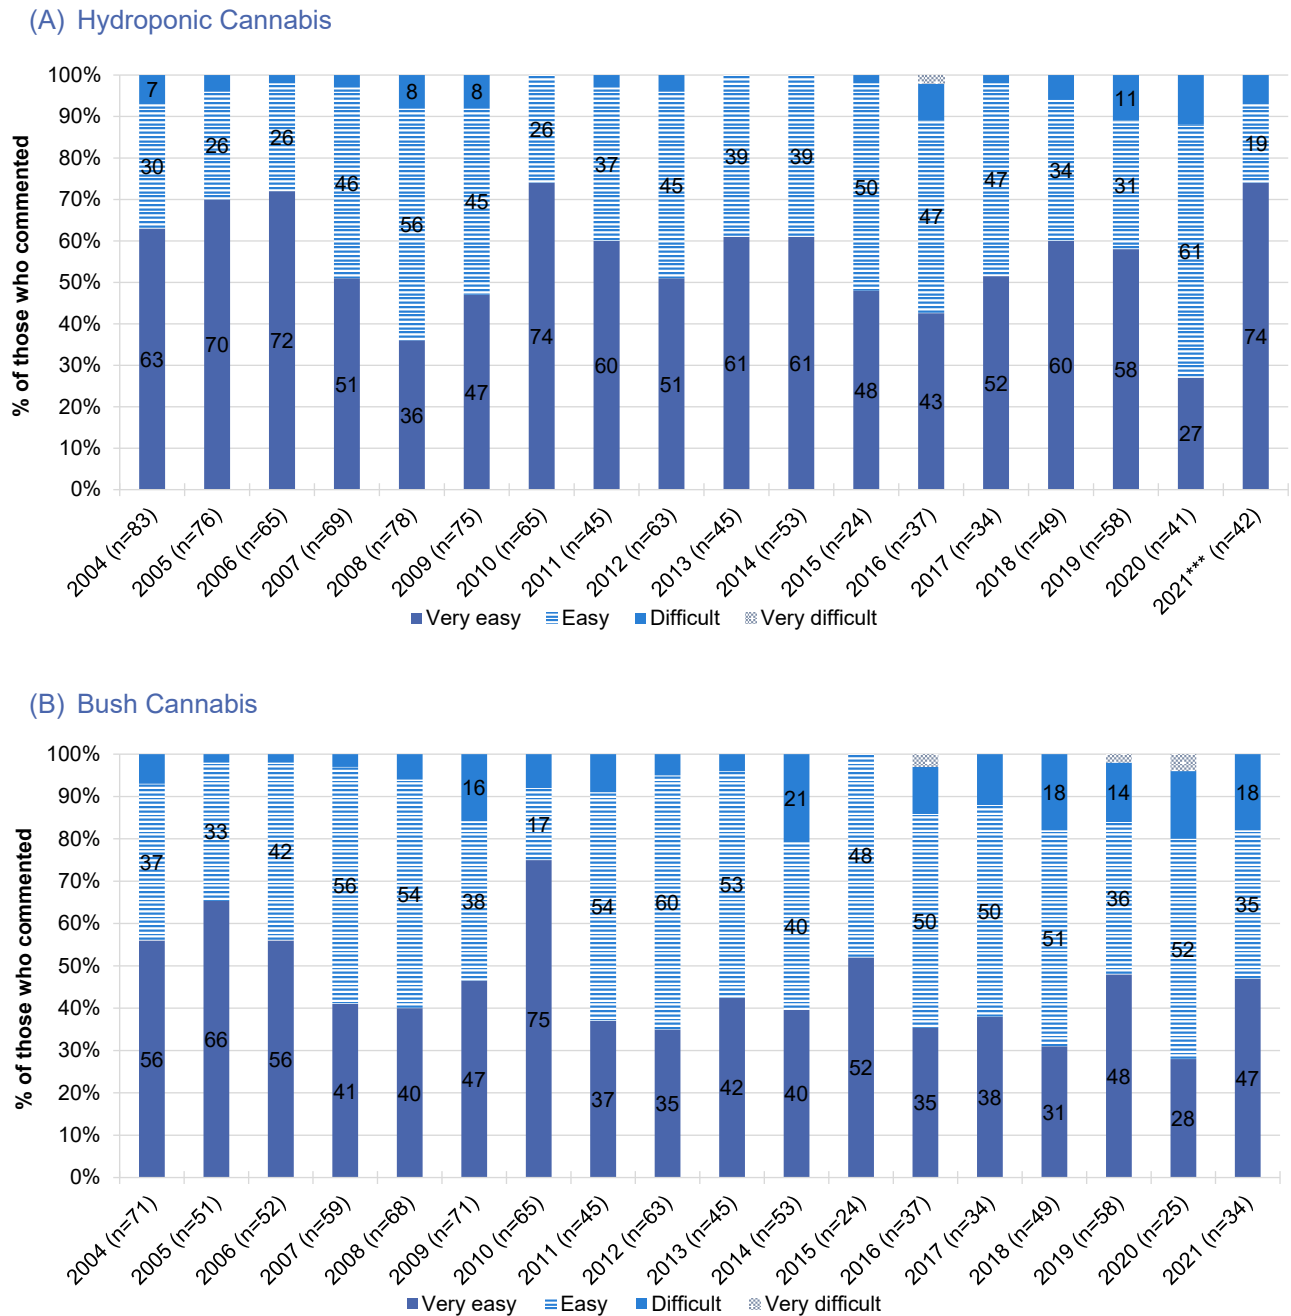 (A) Hydroponic Cannabis
% of those who commented
100%
90%
80%
70%
60%
50%
40%
30%
20%
10%
0%
7 8 8 11
30 26 26 46 56 45 26 37 45 39 39 50 47 47 34 31 61 19
63 70 72 51 36 47 74 60 51 61 61 48 43 52 60 58 27 74
2004 (n=83)
2005 (n=76)
2006 (n=65)
2007 (n=69)
2008 (n=78)
2009 (n=75)
2010 (n=65)
2011 (n=45)
2012 (n=63)
2013 (n=45)
2014 (n=53)
2015 (n=24)
2016 (n=37)
2017 (n=34)
2018 (n=49)
2019 (n=58)
2020 (n=41)
2021*** (n=42)
Very easy Easy Difficult Very difficult
(B) Bush Cannabis
% of those who commented
100%
90%
80%
70%
60%
50%
40%
30%
20%
10%
0%
16 21 18 14 18
37 33 42 56 54 38 17 54 60 53 40 48 50 50 51 36 52 35
56 66 56 41 40 47 75 37 35 42 40 52 35 38 31 48 28 47
2004 (n=71)
2005 (n=51)
2006 (n=52)
2007 (n=59)
2008 (n=68)
2009 (n=71)
2010 (n=65)
2011 (n=45)
2012 (n=63)
2013 (n=45)
2014 (n=53)
2015 (n=24)
2016 (n=37)
2017 (n=34)
2018 (n=49)
2019 (n=58)
2020 (n=25)
2021 (n=34)
Very easy Easy Difficult Very difficult